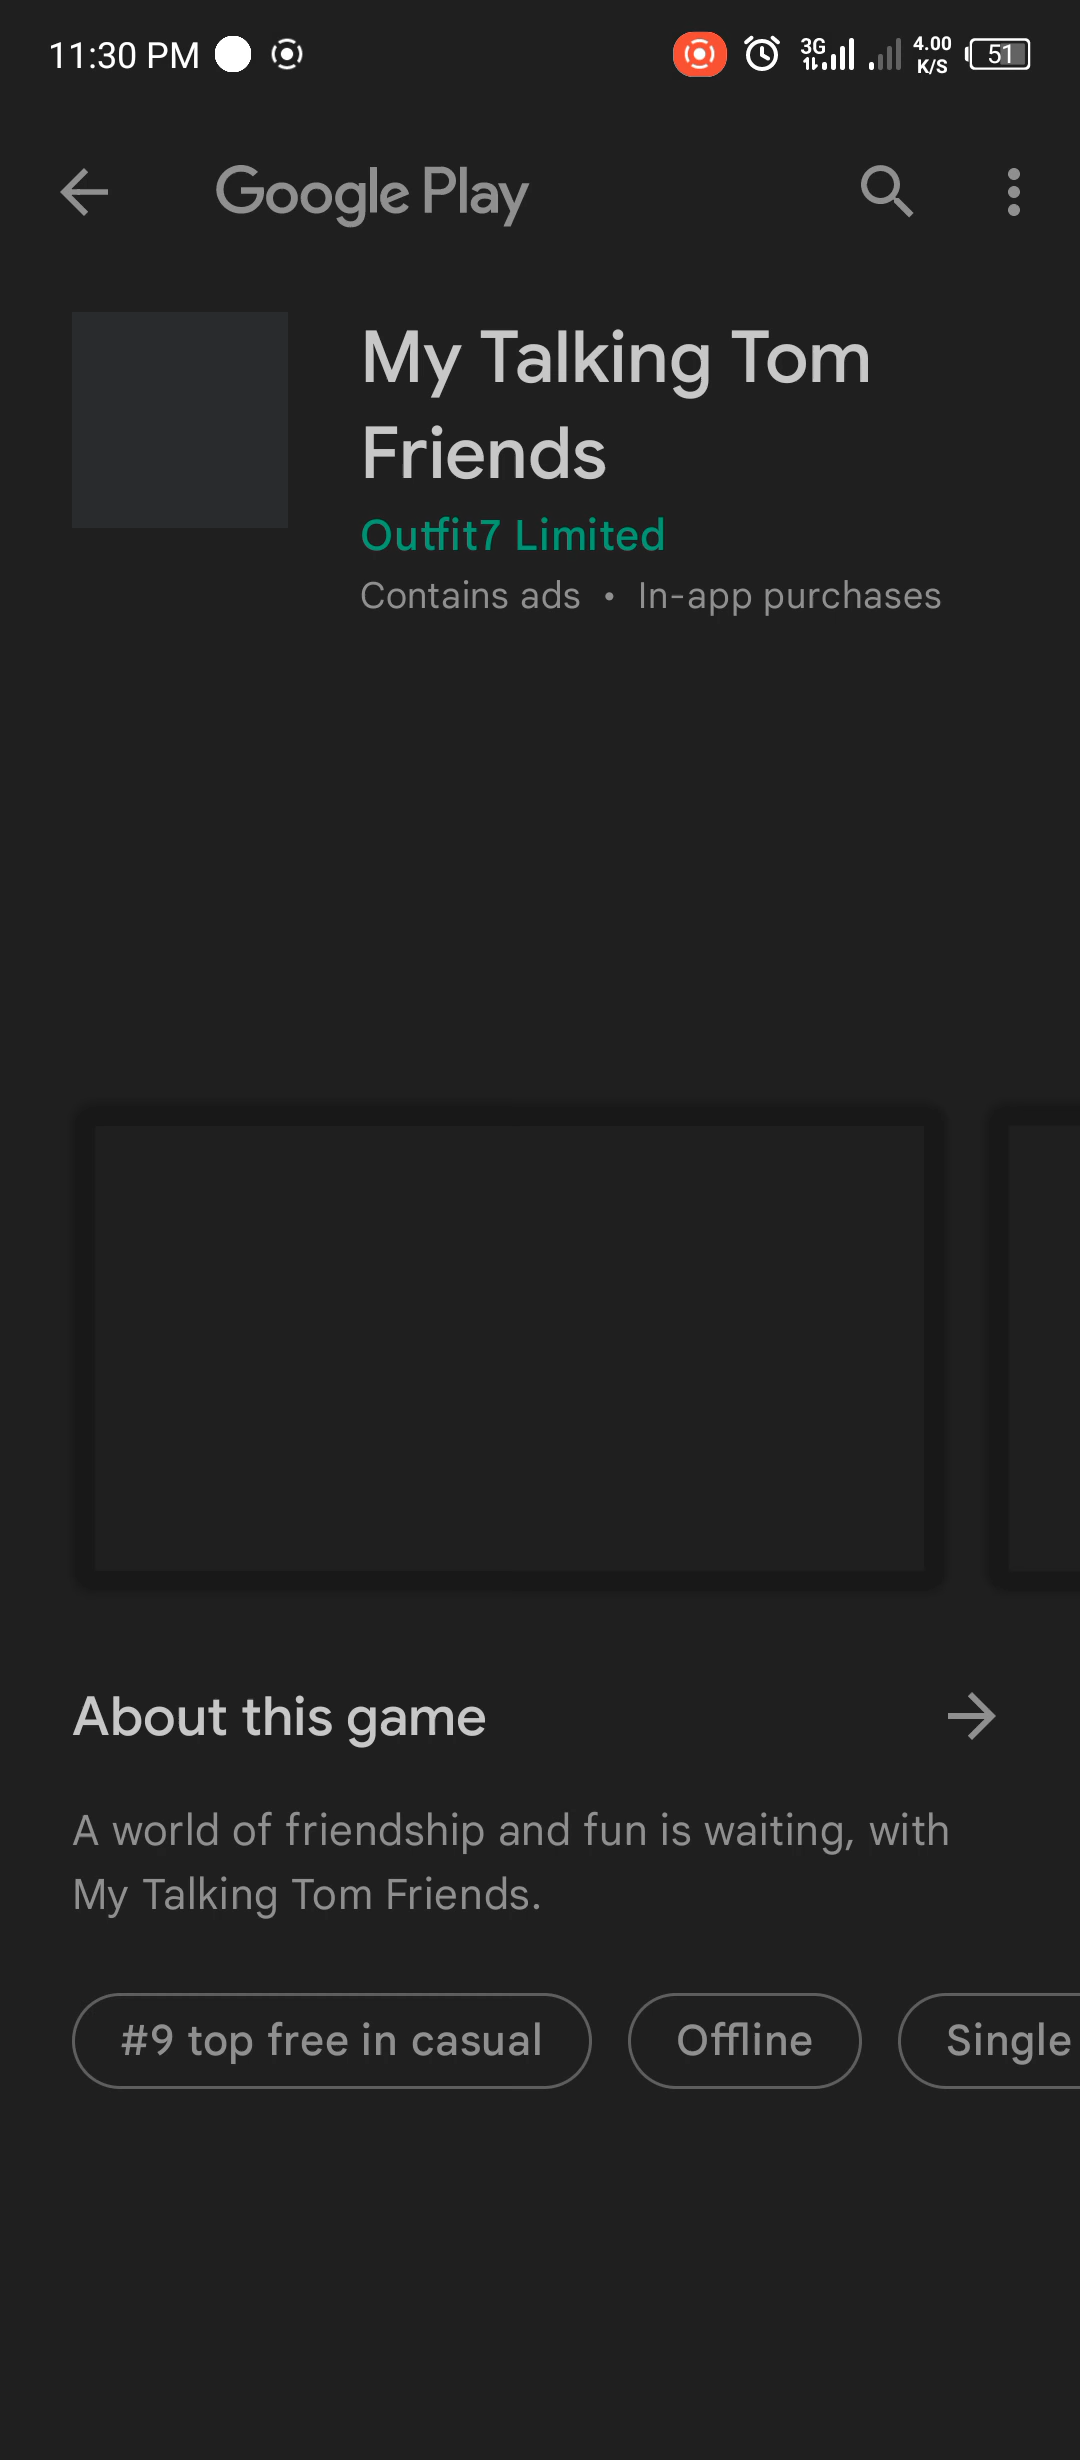 11:30 PM
3G
4.00
K/S
51
Google Play
My Talking Tom
Friends
Outfit7 Limited
Contains ads • In-app purchases
About this game
A world of friendship and fun is waiting, with
My Talking Tom Friends.
#9 top free in casual
Offline
Single